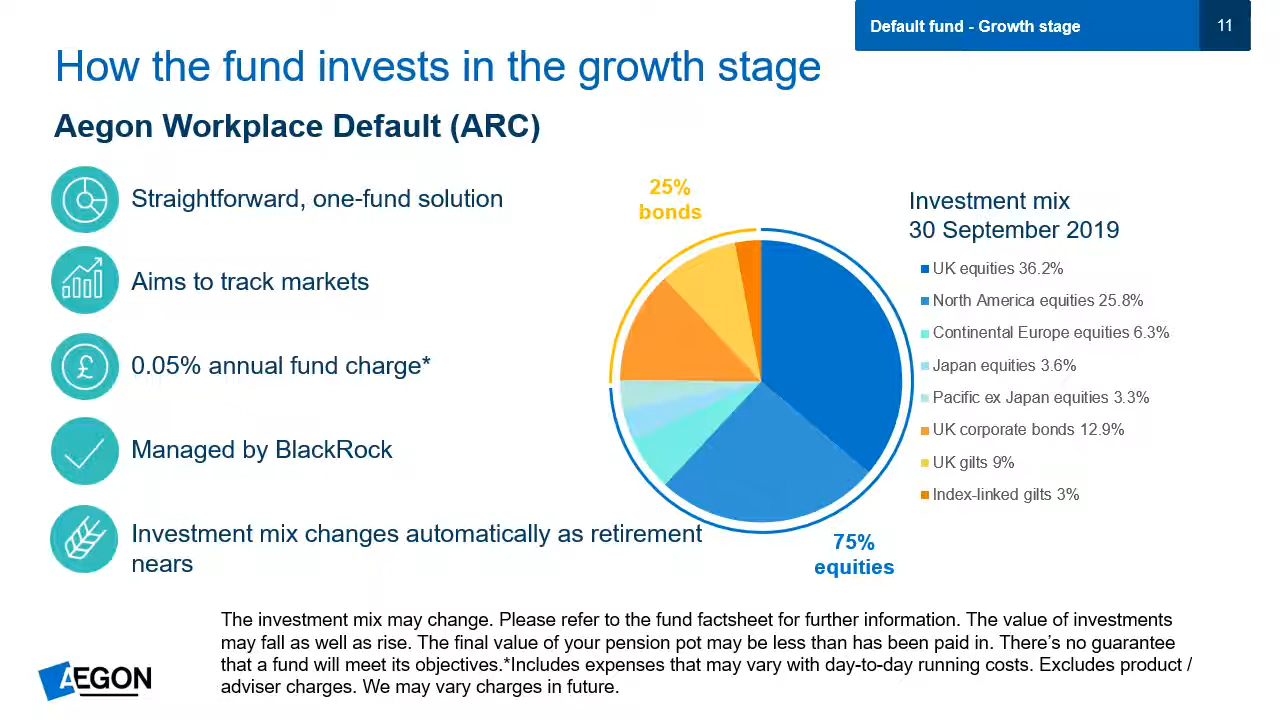 Default fund - Growth stage
11
How the fund invests in the growth stage
Aegon Workplace Default (ARC)
Straightforward, one-fund solution
Aims to track markets
£
0.05% annual fund charge*
Managed by BlackRock
Investment mix changes automatically as retirement
nears
25%
bonds
75%
equities
Investment mix
30 September 2019
UK equities 36.2%
North America equities 25.8%
Continental Europe equities 6.3%
Japan equities 3.6%
Pacific ex Japan equities 3.3%
UK corporate bonds 12.9%
UK gilts 9%
Index-linked gilts 3%
The investment mix may change. Please refer to the fund factsheet for further information. The value of investments
may fall as well as rise. The final value of your pension pot may be less than has been paid in. There’s no guarantee
that a fund will meet its objectives.*Includes expenses that may vary with day-to-day running costs. Excludes product /
adviser charges. We may vary charges in future.
AEGON